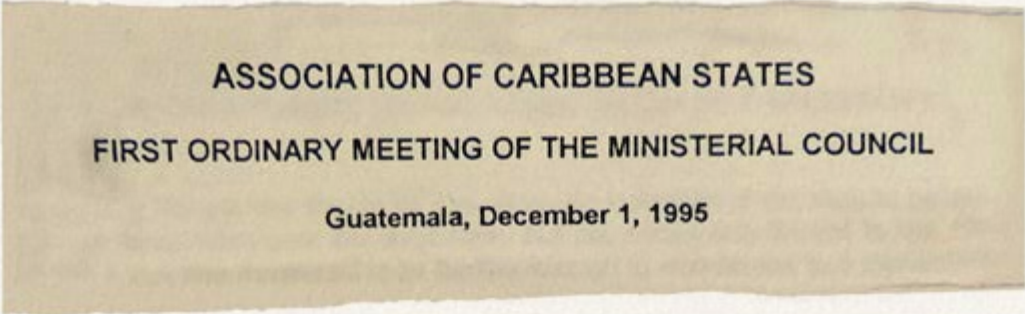 ASSOCIATION OF CARIBBEAN STATES
FIRST ORDINARY MEETING OF THE MINISTERIAL COUNCIL
Guatemala, December 1, 1995